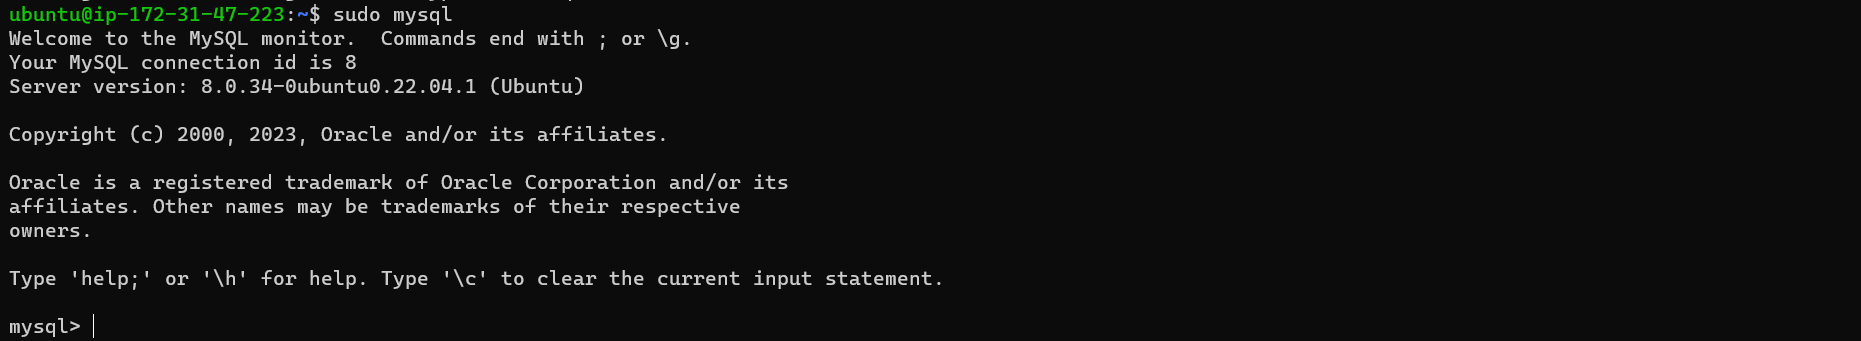 ubuntu@ip-172-31-47-223:~$ sudo mysql
Welcome to the MySQL monitor.  Commands end with ; or \g.
Your MySQL connection id is 8
Server version: 8.0.34-0ubuntu0.22.04.1 (Ubuntu)
Copyright (c) 2000, 2023, Oracle and/or its affiliates.
Oracle is a registered trademark of Oracle Corporation and/or its
affiliates. Other names may be trademarks of their respective
owners.
Type 'help;' or '\h' for help. Type '\c' to clear the current input statement.
mysql>